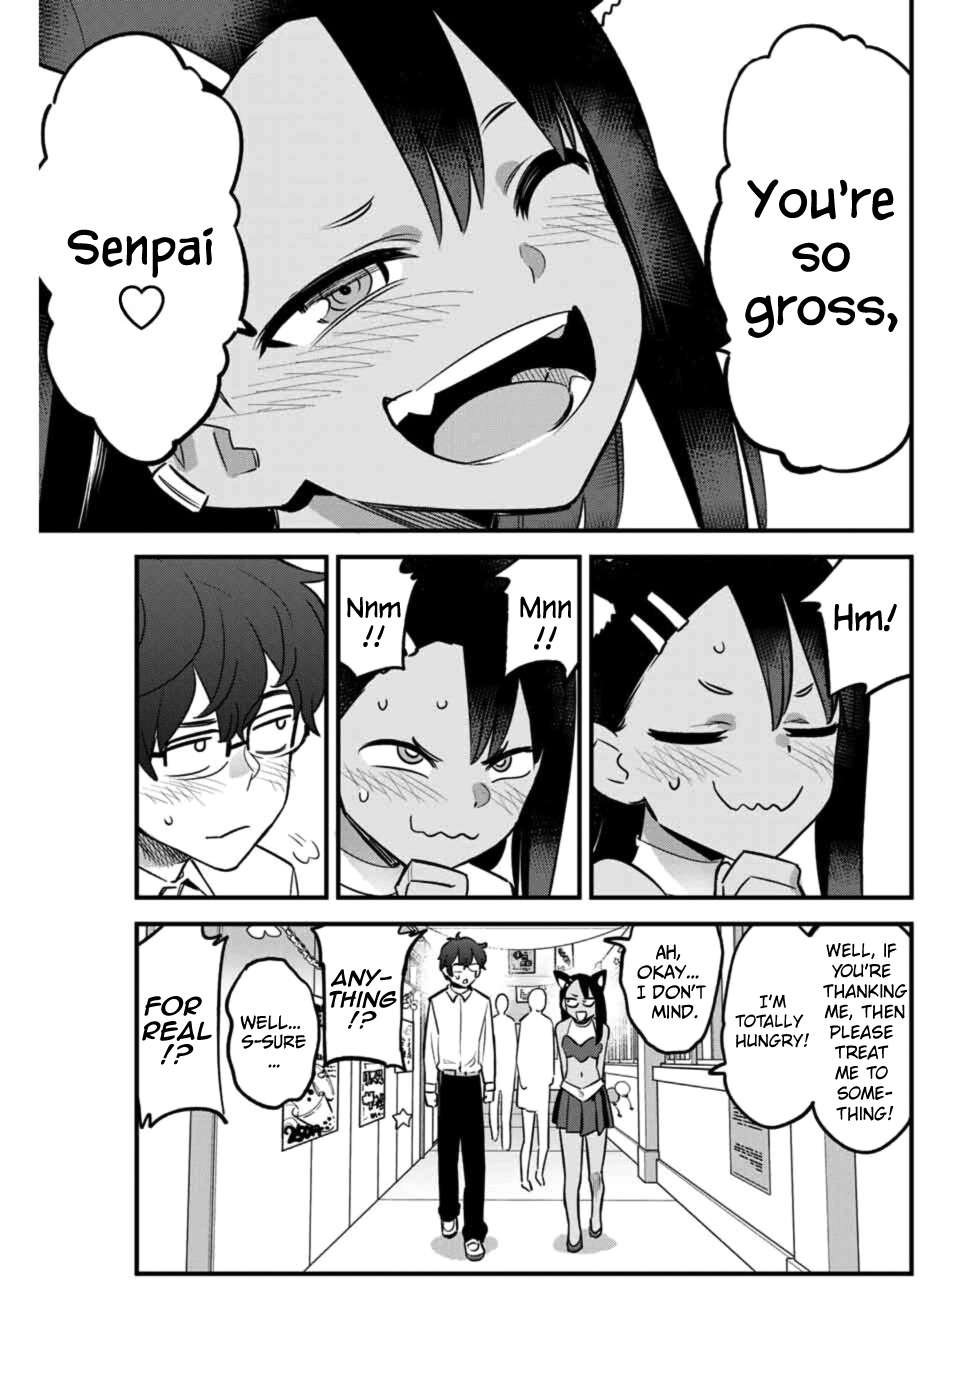 You're
so
gross,
Senpai
♡
Hm!
Mnn
!!
Nnm
!!
WELL, IF
YOU'RE
THANKING
ME, THEN
PLEASE
TREAT
ME TO
SOME-
THING!
I'M
TOTALLY
HUNGRY!
AH,
OKAY...
I DON'T
MIND.
ANY-
THING
!?
WELL...
S-SURE
...
FOR
REAL
!?